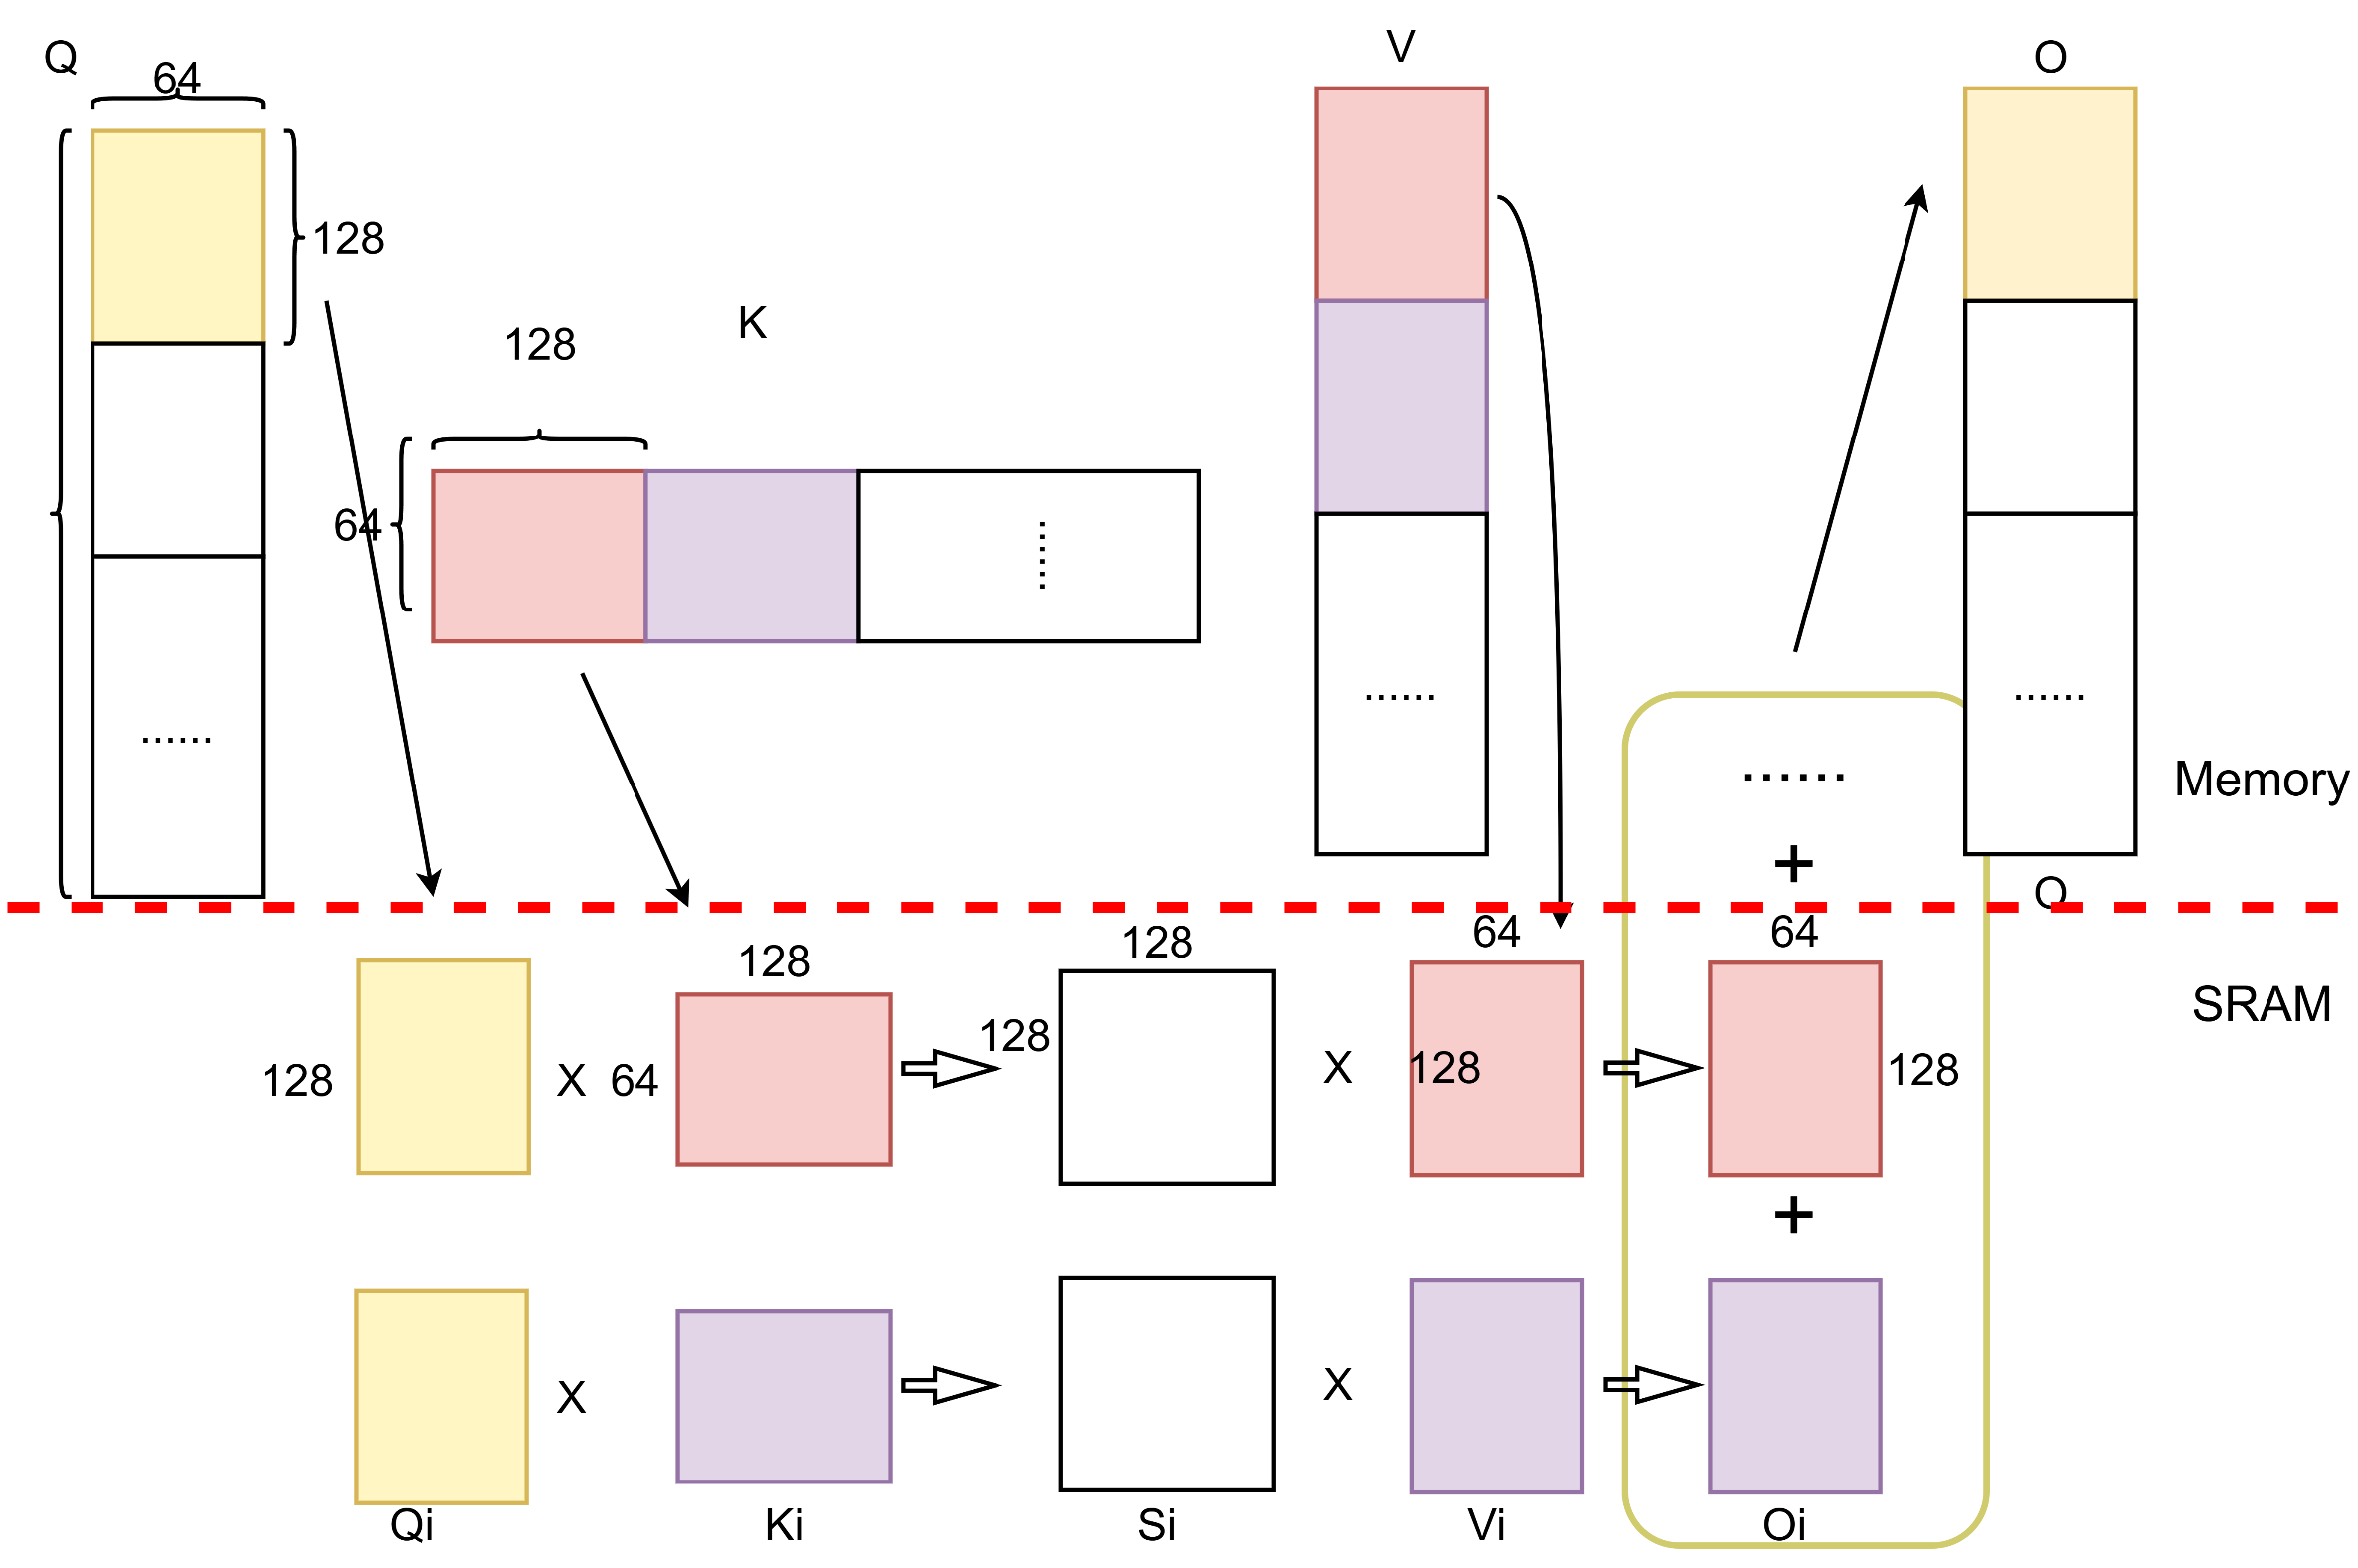 Q
64
V
O
128
K
128
64
......
......
......
......
......
Memory
+
O
64
64
128
128
SRAM
128
128
X
64
128
X
128
+
X
X
Qi
Ki
Si
Vi
Oi